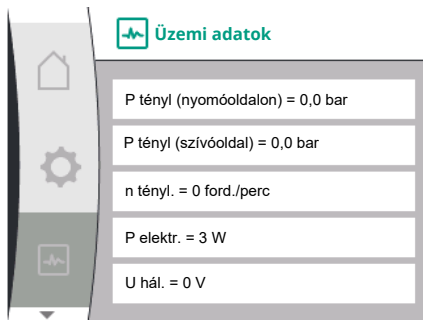 Üzemi adatok
P tényl (nyomóoldalon) = 0,0 bar
P tényl (szívóoldal) = 0,0 bar
n tényl. = 0 ford./perc
P elektr. = 3 W
U hál. = 0 V